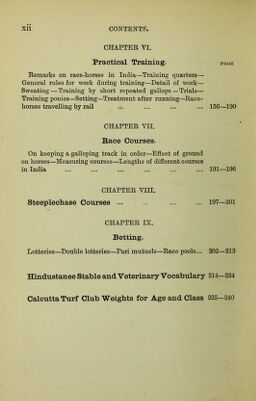 xii CONTENTS.
CHAPTER VI.
Practical Training. PAGE
Remarks on race-horses in India—Training quarters—
General rules for work during training—Detail of work—
Sweating—Training by short repeated gallops—Trials—
Training ponies—Setting—Treatment after running—Race-
horses travelling by rail ... ... ... ... 156—190
CHAPTER VII.
Race Courses.
On keeping a galloping track in order—Effect of ground
on horses—Measuring courses—Lengths of different courses
in India ... ... ... ... ... ... 191—196
CHAPTER VIII.
Steeplechase Courses ... ... ... ... 197—201
CHAPTER IX.
Betting.
Lotteries—Double lotteries—Pari mutuels—Race pools... 202—213
Hindustanee Stable and Veterinary Vocabulary 214—224
Calcutta Turf Club Weights for Age and Class 225—240